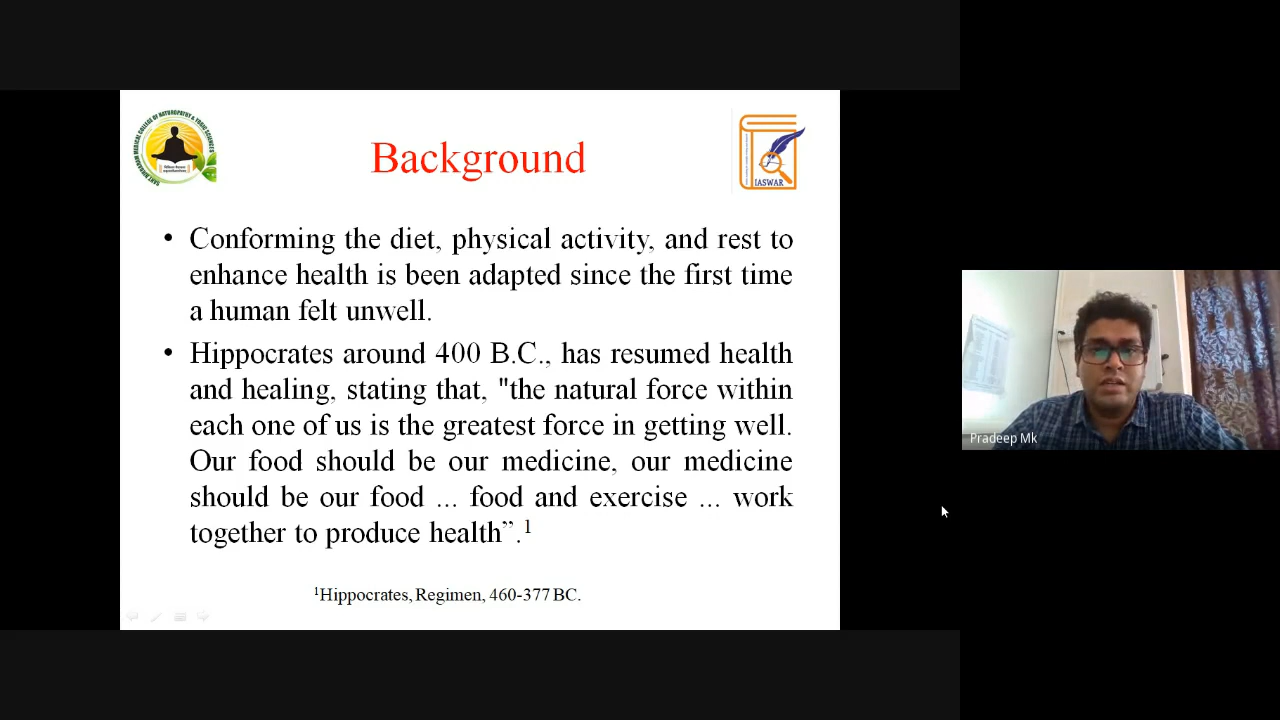 Background
IASWAR
• Conforming the diet, physical activity, and rest to
enhance health is been adapted since the first time
a human felt unwell.
• Hippocrates around 400 B.C., has resumed health
and healing, stating that, "the natural force within
each one of us is the greatest force in getting well.
Our food should be our medicine, our medicine
should be our food ... food and exercise ... work
together to produce health”.1
1Hippocrates, Regimen, 460-377 BC.
Pradeep Mk